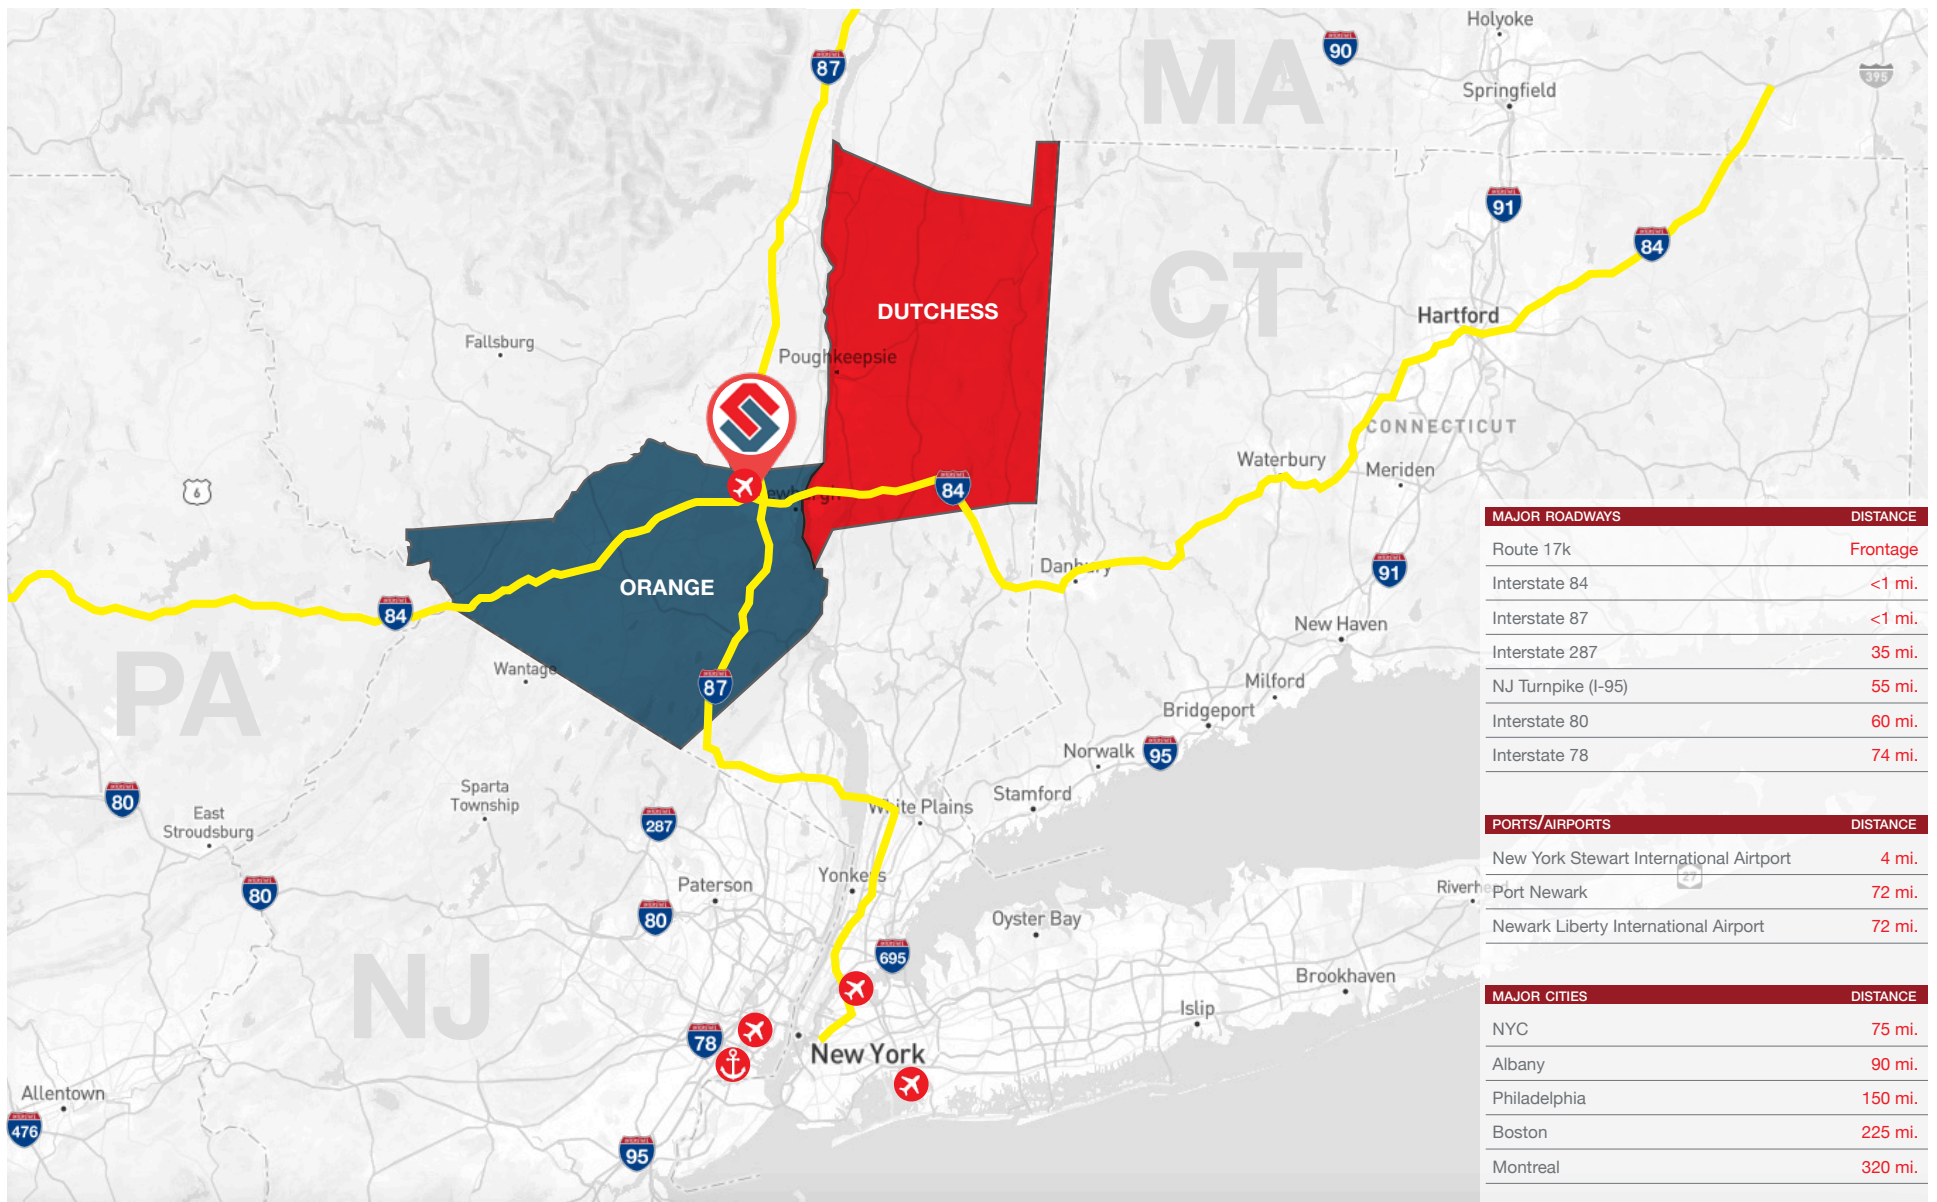 Holyoke
87
90
MA
395
Springfield
91
84
CT
DUTCHESS
Hartford
Fallsburg
Poughkeepsie
CONNECTICUT
Waterbury
Meriden
6
84
ORANGE
Danbury
91
84
New Haven
PA
Wantage
87
Milford
Bridgeport
Norwalk
95
Sparta
Township
Stamford
80
East
Stroudsburg
287
White Plains
80
Paterson
Yonkers
80
Oyster Bay
695
NJ
Brookhaven
Islip
78
New York
Allentown
476
95
27
MAJOR ROADWAYS DISTANCE
Route 17k Frontage
Interstate 84 <1 mi.
Interstate 87 <1 mi.
Interstate 287 35 mi.
NJ Turnpike (I-95) 55 mi.
Interstate 80 60 mi.
Interstate 78 74 mi.
PORTS/AIRPORTS DISTANCE
New York Stewart International Airtport 4 mi.
Port Newark 72 mi.
Newark Liberty International Airport 72 mi.
MAJOR CITIES DISTANCE
NYC 75 mi.
Albany 90 mi.
Philadelphia 150 mi.
Boston 225 mi.
Montreal 320 mi.